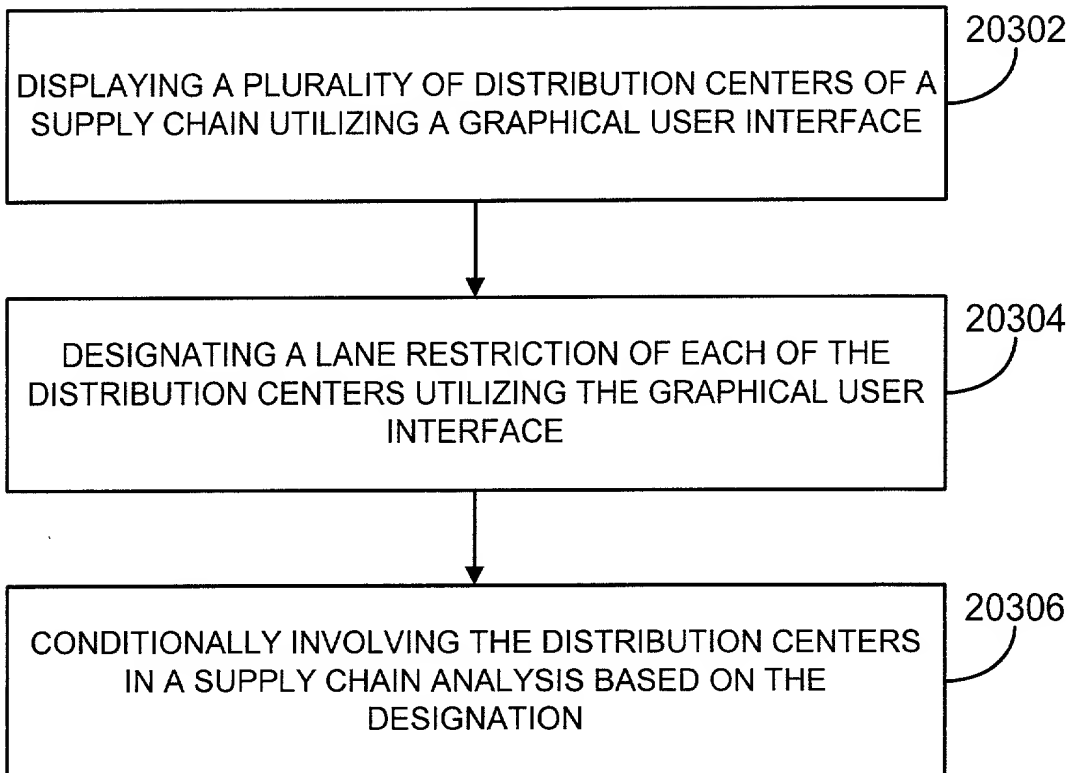 20302
DISPLAYING A PLURALITY OF DISTRIBUTION CENTERS OF A
SUPPLY CHAIN UTILIZING A GRAPHICAL USER INTERFACE
20304
DESIGNATING A LANE RESTRICTION OF EACH OF THE
DISTRIBUTION CENTERS UTILIZING THE GRAPHICAL USER
INTERFACE
20306
CONDITIONALLY INVOLVING THE DISTRIBUTION CENTERS
IN A SUPPLY CHAIN ANALYSIS BASED ON THE
DESIGNATION